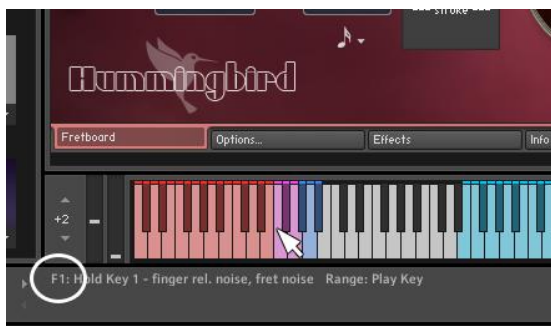 Hummingbird
Fretboard
Options...
Effects
Info
+2
F1: Hold Key 1 - finger rel. noise, fret noise Range: Play Key